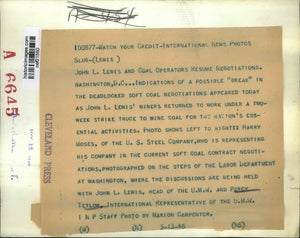 A 6645
CLEVELAND PRESS
I00877-WATCH YOUR CREDIT-INTERNATIONAL NEWS PHOTOS
SLUG-(LEWIS)
JOHN L. LEWIS AND COAL OPERATORS RESUME NEGOTIATIONS.
WASHINGTON,D.C...INDICATIONS OF A POSSIBLE "BREAK" IN
THE DEADLOCKED SOFT COAL NEGOTIATIONS APPEARED TODAY
AS JOHN L. LEWIS' MINERS RETURNED TO WORK UNDER A TWO-
WEEK STRIKE TRUCE TO MINE COAL FOR THE NATION'S ES-
SENTIAL ACTIVITIES. PHOTO SHOWS LEFT TO RIGHT: HARRY
MOSES, OF THE U. S. STEEL COMPANY, WHO IS REPRESENTING
HIS COMPANY IN THE CURRENT SOFT COAL CONTRACT NEGOTI-
ATIONS, PHOTOGRAPHED ON THE STEPS OF THE LABOR DEPARTMENT
AT WASHINGTON, WHERE THE DISCUSSIONS ARE BEING HELD
WITH JOHN L. LEWIS, HEAD OF THE U.M.W. AND PERCY
TETLOW, INTERNATIONAL REPRESENTATIVE OF THE U.M.W.
I N P STAFF PHOTO BY MARION CARPENTER.
5-13-46